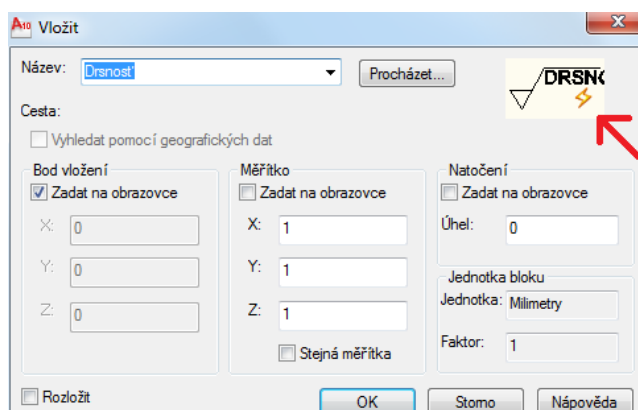 A10 Vložit
Název: Drsnosť Procházet...
DRSNO
Cesta:
Vyhledat pomocí geografických dat
Bod vložení Měřítko Natočení
Zadat na obrazovce Zadat na obrazovce Zadat na obrazovce
X: 0 X: 1 Úhel: 0
Y: 0 Y: 1
Jednotka bloku
Z: 0 Z: 1 Jednotka: Milimetry
Stejná měřítka Faktor: 1
Rozložit OK Storno Nápověda